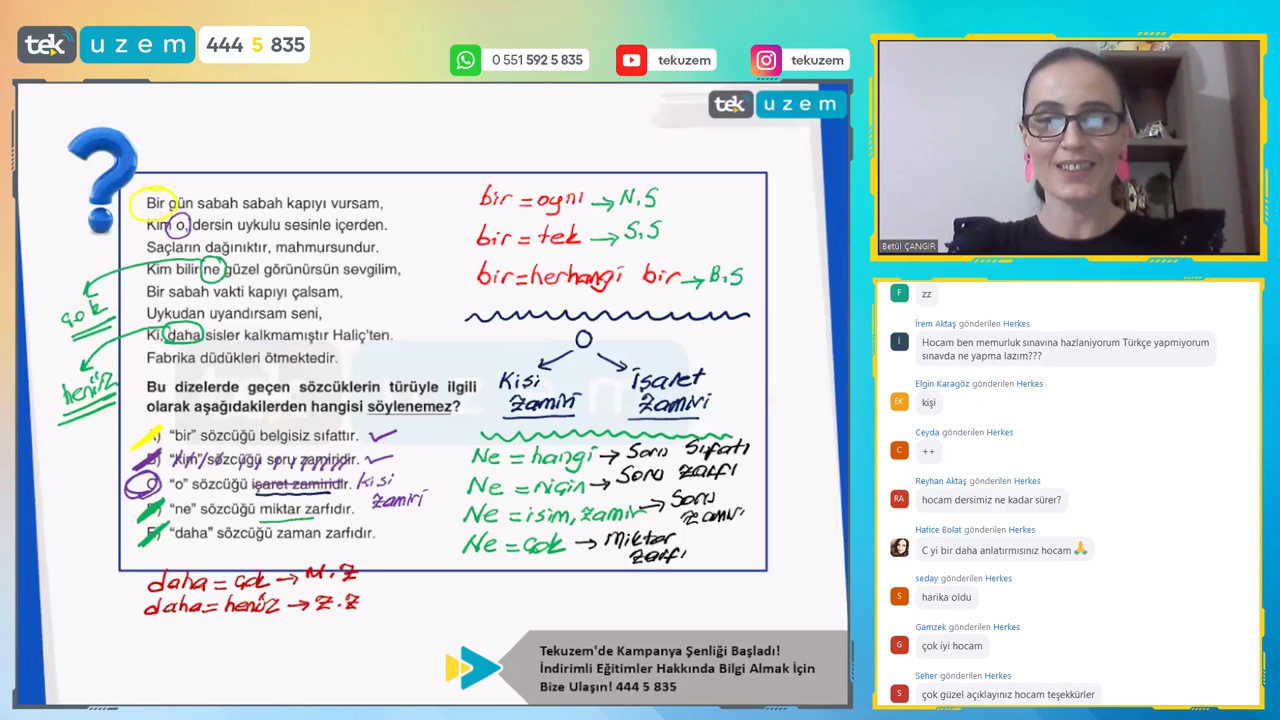 tek uzem 444 5 835
0 551 592 5 835
tekuzem
tekuzem
tek uzem
Bir gün sabah sabah kapıyı vursam,
Kim o, dersin uykulu sesinle içerden.
Saçların dağınıktır, mahmursundur.
Kim bilir ne güzel görünürsün sevgilim,
Bir sabah vakti kapıyı çalsam,
Uykudan uyandırsam seni,
Ki, daha sisler kalkmamıştır Haliç'ten.
Fabrika düdükleri ötmektedir.
çok
henüz
Bu dizelerde geçen sözcüklerin türüyle ilgili
olarak aşağıdakilerden hangisi söylenemez?
A) "bir" sözcüğü belgisiz sıfattır.
B) "kim" sözcüğü soru zamiridir.
C) "o" sözcüğü işaret zamiridir. Kişi
zamiri
D) "ne" sözcüğü miktar zarfıdır.
E) "daha" sözcüğü zaman zarfıdır.
daha = çok → M.Z
daha = henüz → Z.Z
bir = aynı → N.S
bir = tek → S.S
bir = herhangi bir → B.S
O
Kişi
zamiri
İşaret
zamiri
Ne = hangi → Soru Sıfatı
Ne = niçin → Soru zarfı
Ne = isim, zamir → Soru
zamiri
Ne = çok → Miktar
zarfı
Tekuzem'de Kampanya Şenliği Başladı!
İndirimli Eğitimler Hakkında Bilgi Almak İçin
Bize Ulaşın! 444 5 835
Betül ÇANGIR
F
zz
İrem Aktaş gönderilen Herkes
İ
Hocam ben memurluk sınavına hazlaniyorum Türkçe yapmiyorum
sınavda ne yapma lazim???
Elgin Karagöz gönderilen Herkes
EK
kişi
Ceyda gönderilen Herkes
C
++
Reyhan Aktaş gönderilen Herkes
RA
hocam dersimiz ne kadar sürer?
Hatice Bolat gönderilen Herkes
C yi bir daha anlatırmısınız hocam 🙏
seday gönderilen Herkes
S
harika oldu
Gamzek gönderilen Herkes
G
çok iyi hocam
Seher gönderilen Herkes
S
çok güzel açıklayınız hocam teşekkürler